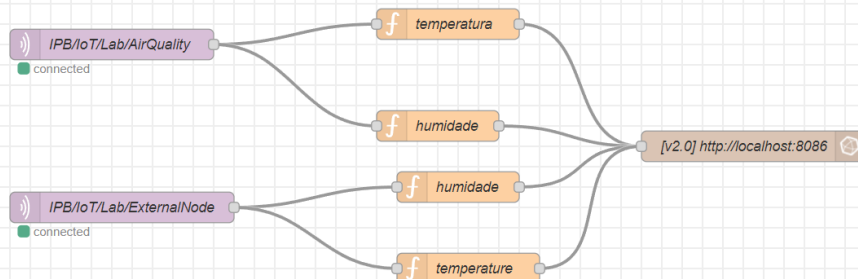 temperatura
IPB/IoT/Lab/AirQuality
connected
humidade
[v2.0] http://localhost:8086
humidade
IPB/IoT/Lab/ExternalNode
connected
temperature